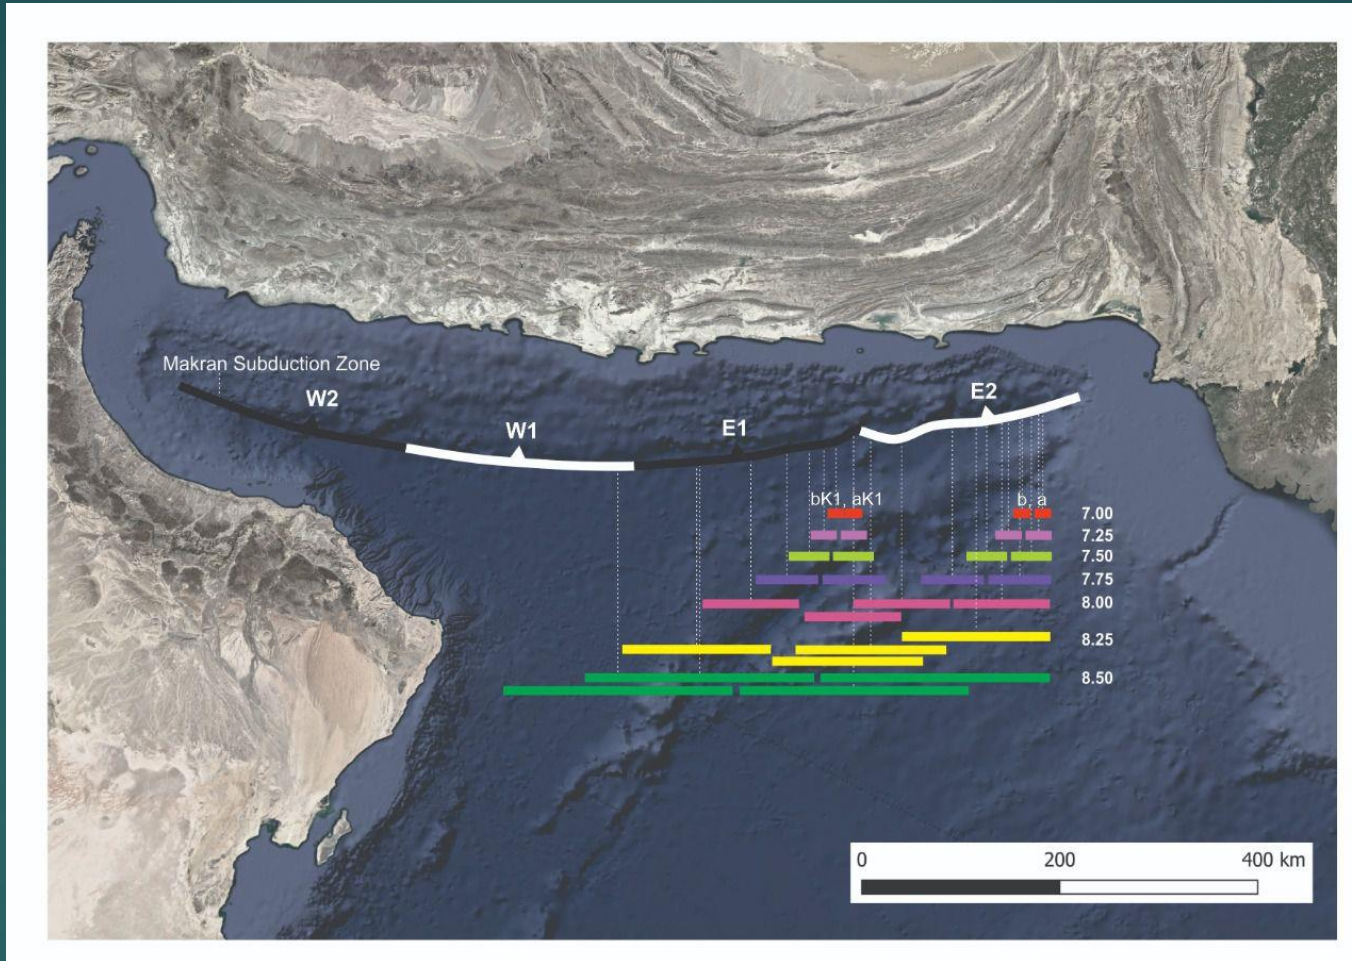 Makran Subduction Zone
W2
W1
E1
E2
bK1, aK1
b, a
7.00
7.25
7.50
7.75
8.00
8.25
8.50
0 200 400 km